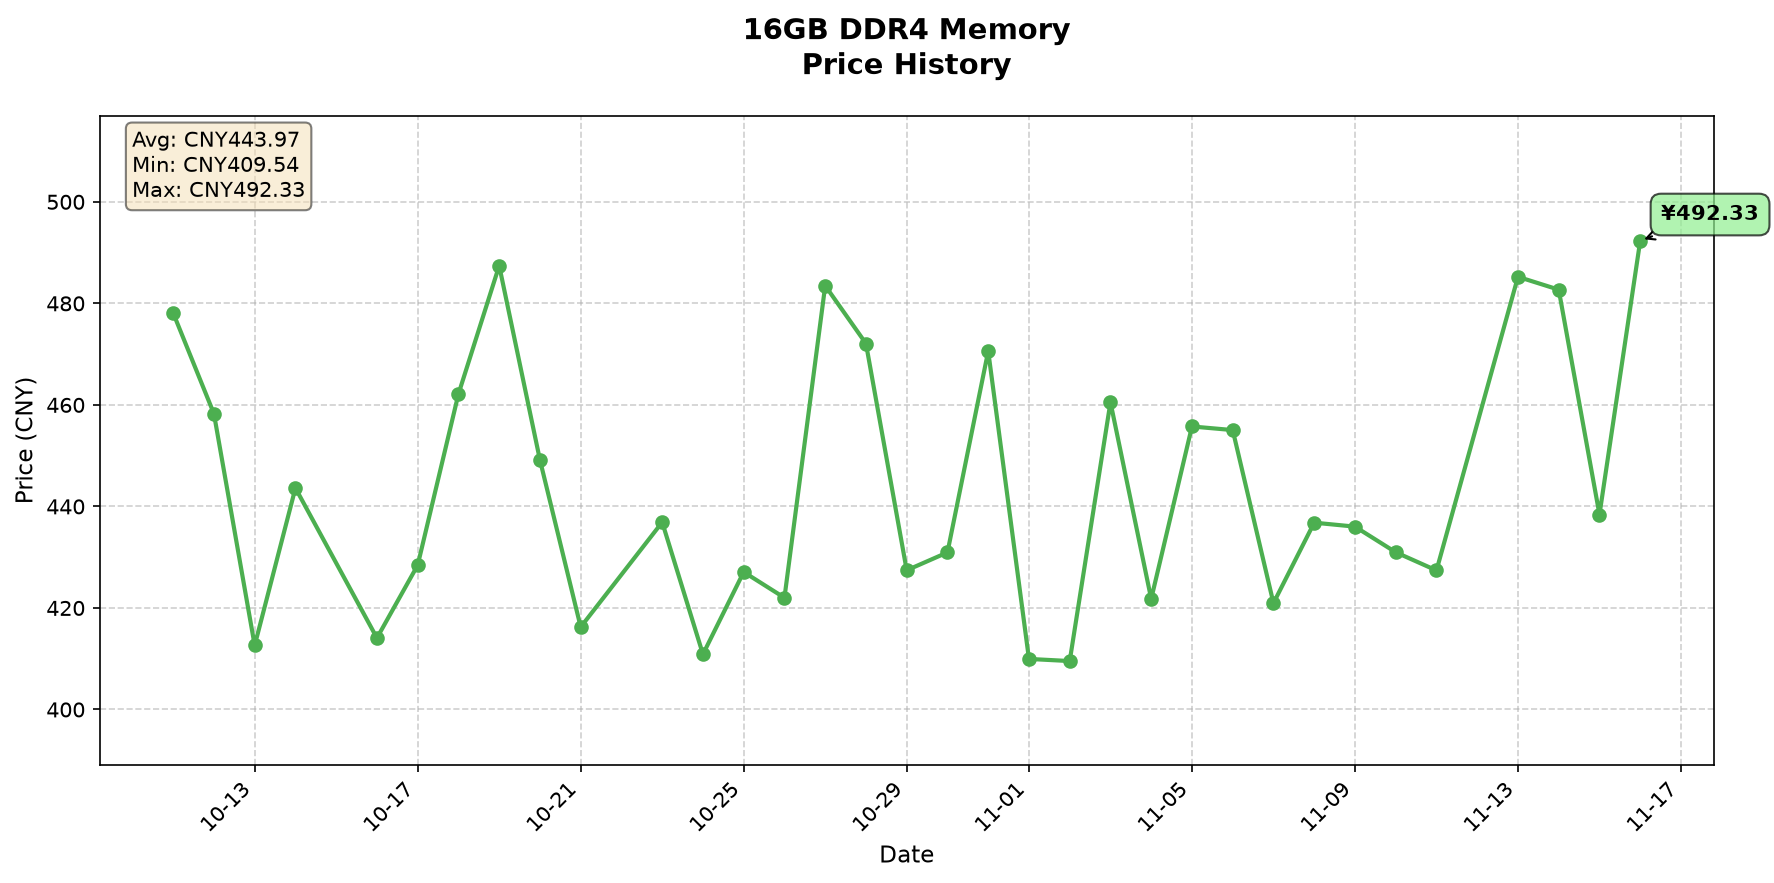 16GB DDR4 Memory
Price History
Avg: CNY443.97
Min: CNY409.54
Max: CNY492.33
¥492.33
Price (CNY)
500
480
460
440
420
400
10-13
10-17
10-21
10-25
10-29
11-01
11-05
11-09
11-13
11-17
Date